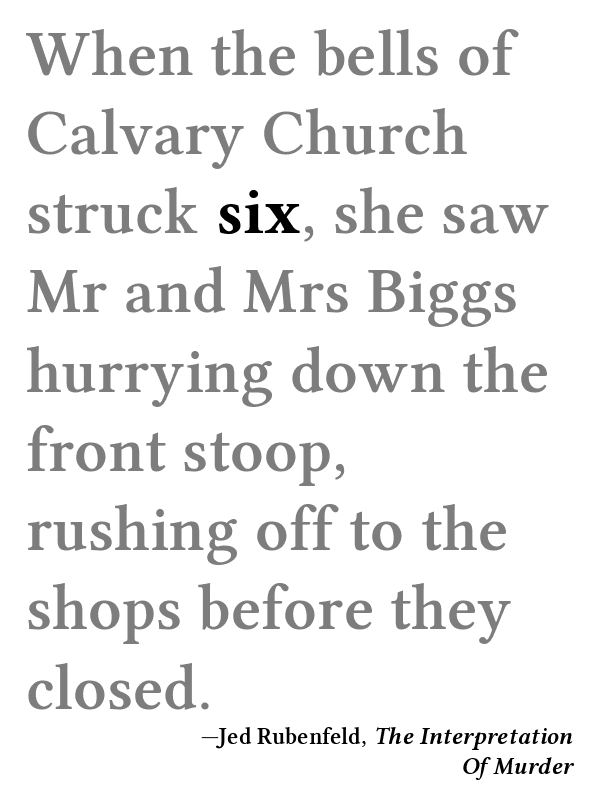 When the bells of
Calvary Church
struck six, she saw
Mr and Mrs Biggs
hurrying down the
front stoop,
rushing off to the
shops before they
closed.
—Jed Rubenfeld, The Interpretation
Of Murder